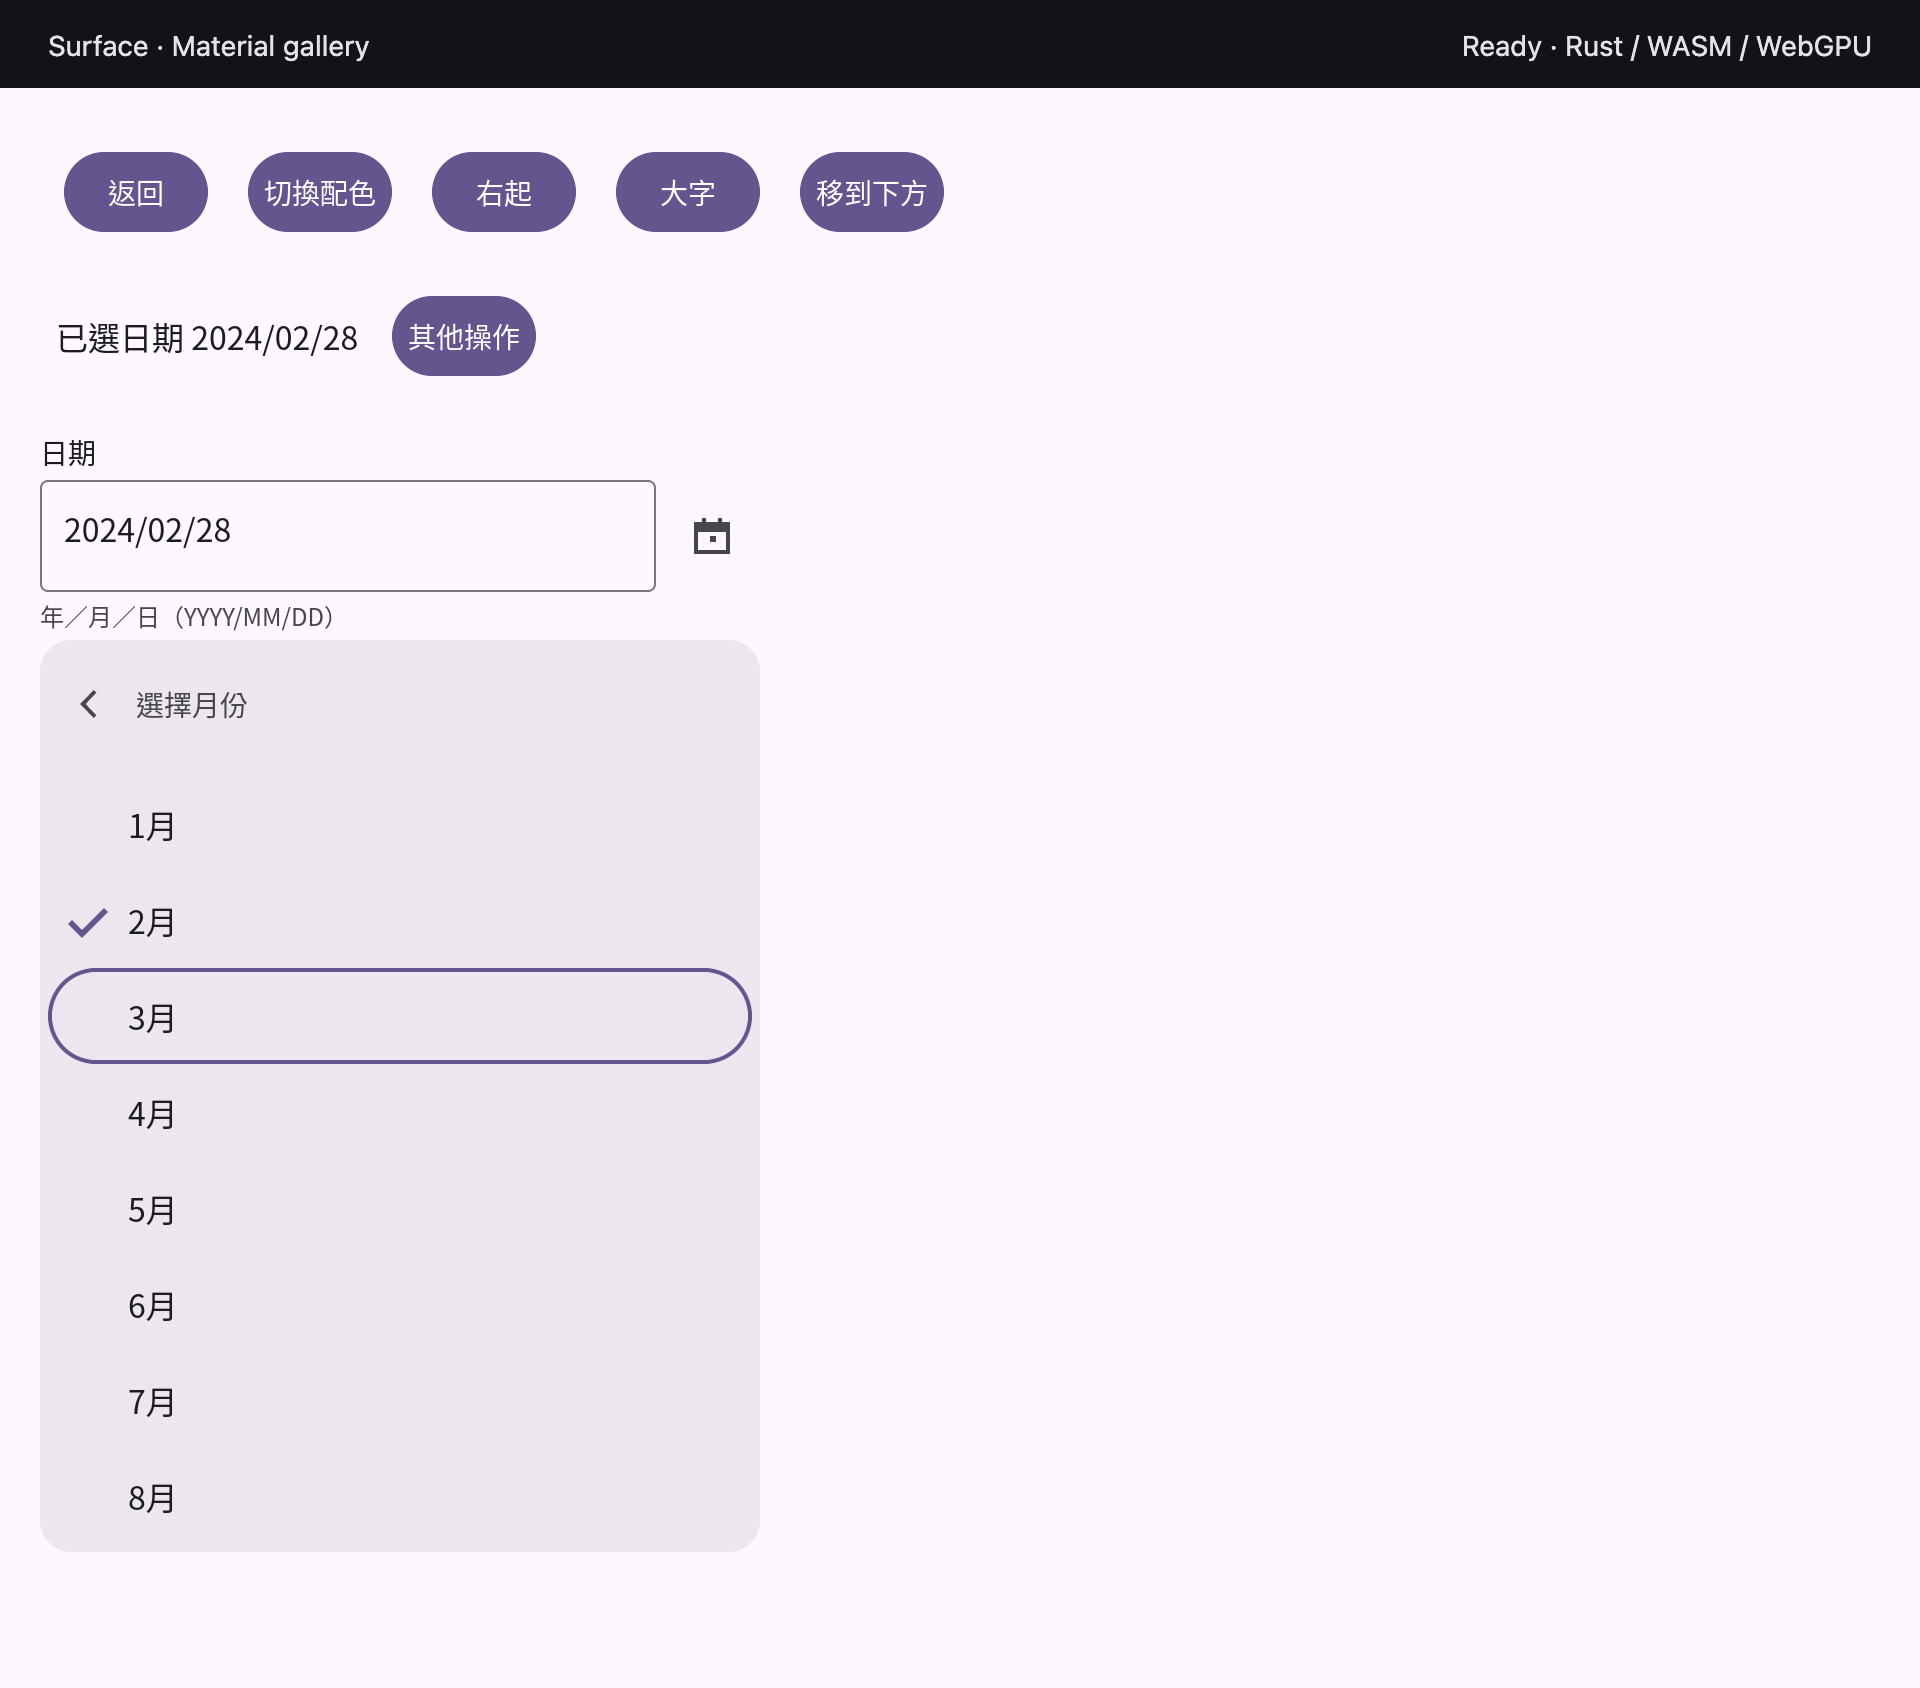 Surface · Material gallery
Ready · Rust / WASM / WebGPU
返回
切換配色
右起
大字
移到下方
已選日期 2024/02/28
其他操作
日期
2024/02/28
年／月／日（YYYY/MM/DD）
選擇月份
1月
2月
3月
4月
5月
6月
7月
8月